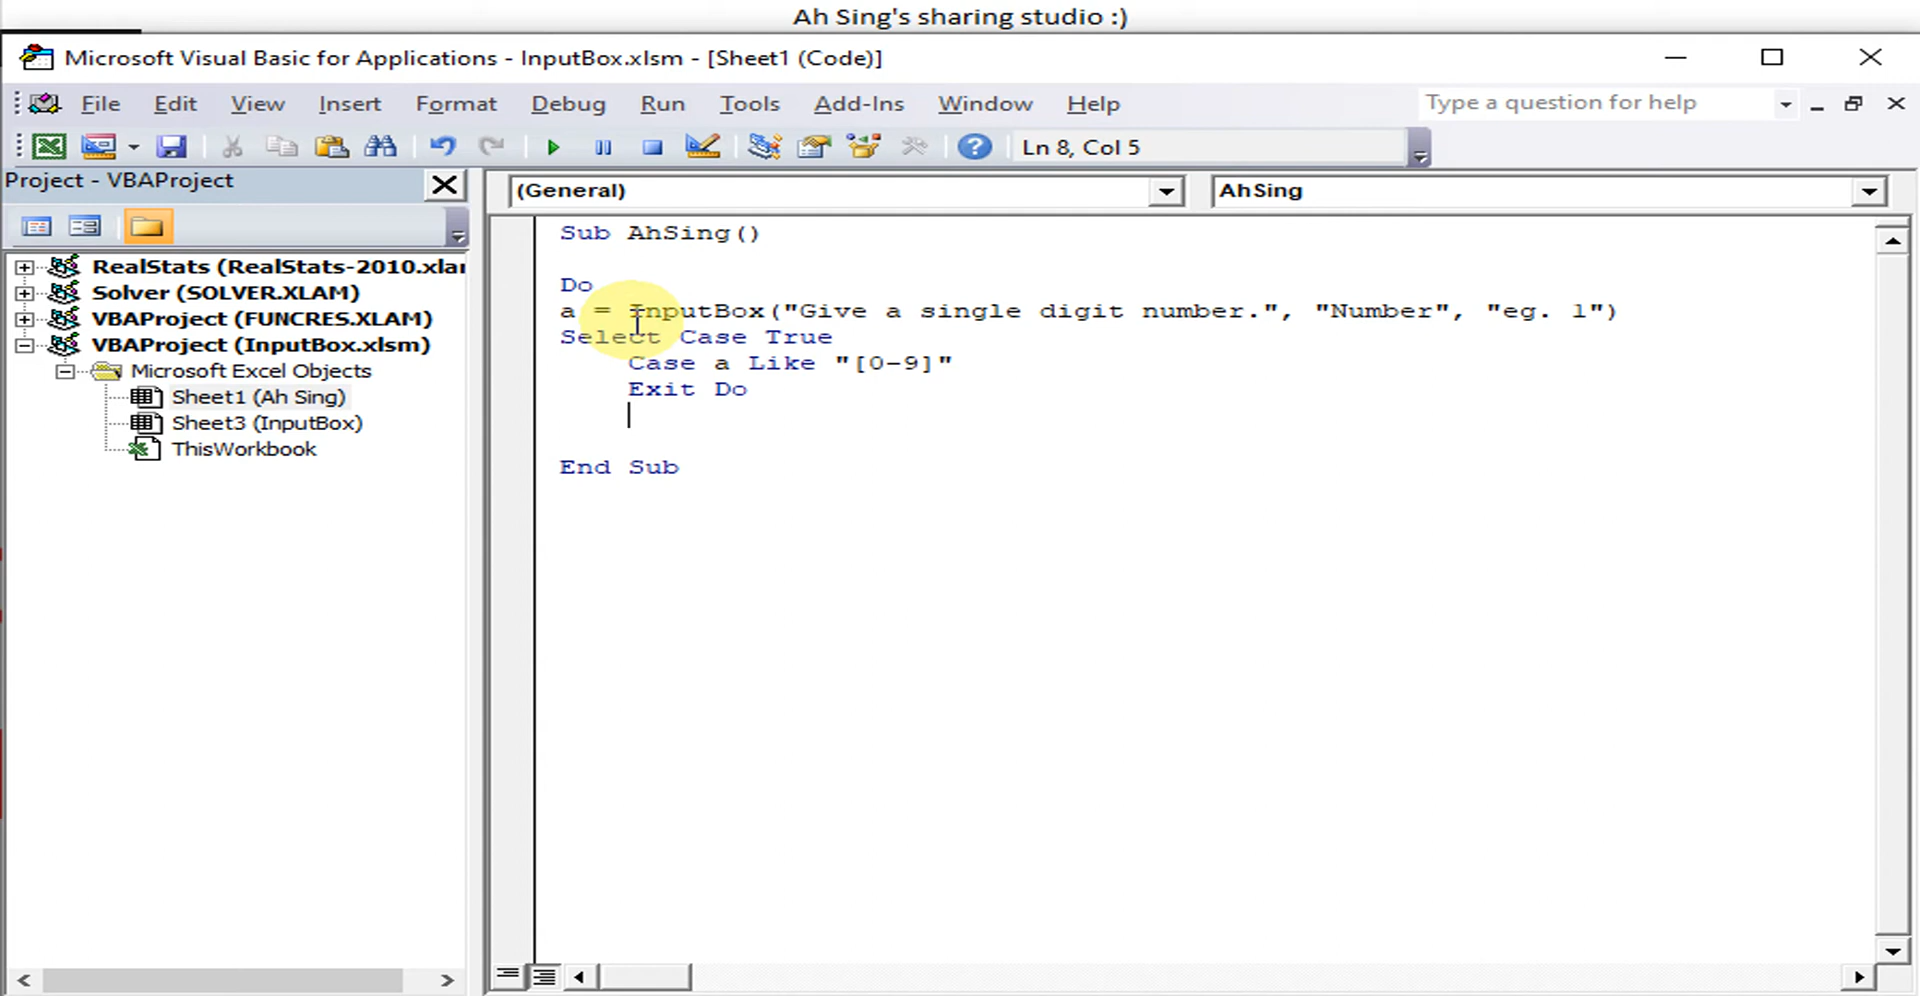 Ah Sing's sharing studio :)
Microsoft Visual Basic for Applications - InputBox.xlsm - [Sheet1 (Code)]
File Edit View Insert Format Debug Run Tools Add-Ins Window Help Type a question for help
Ln 8, Col 5
Project - VBAProject
(General) AhSing
RealStats (RealStats-2010.xlar
Solver (SOLVER.XLAM)
VBAProject (FUNCRES.XLAM)
VBAProject (InputBox.xlsm)
Microsoft Excel Objects
Sheet1 (Ah Sing)
Sheet3 (InputBox)
ThisWorkbook
Sub AhSing()
Do
a = InputBox("Give a single digit number.", "Number", "eg. 1")
Select Case True
Case a Like "[0-9]"
Exit Do
End Sub